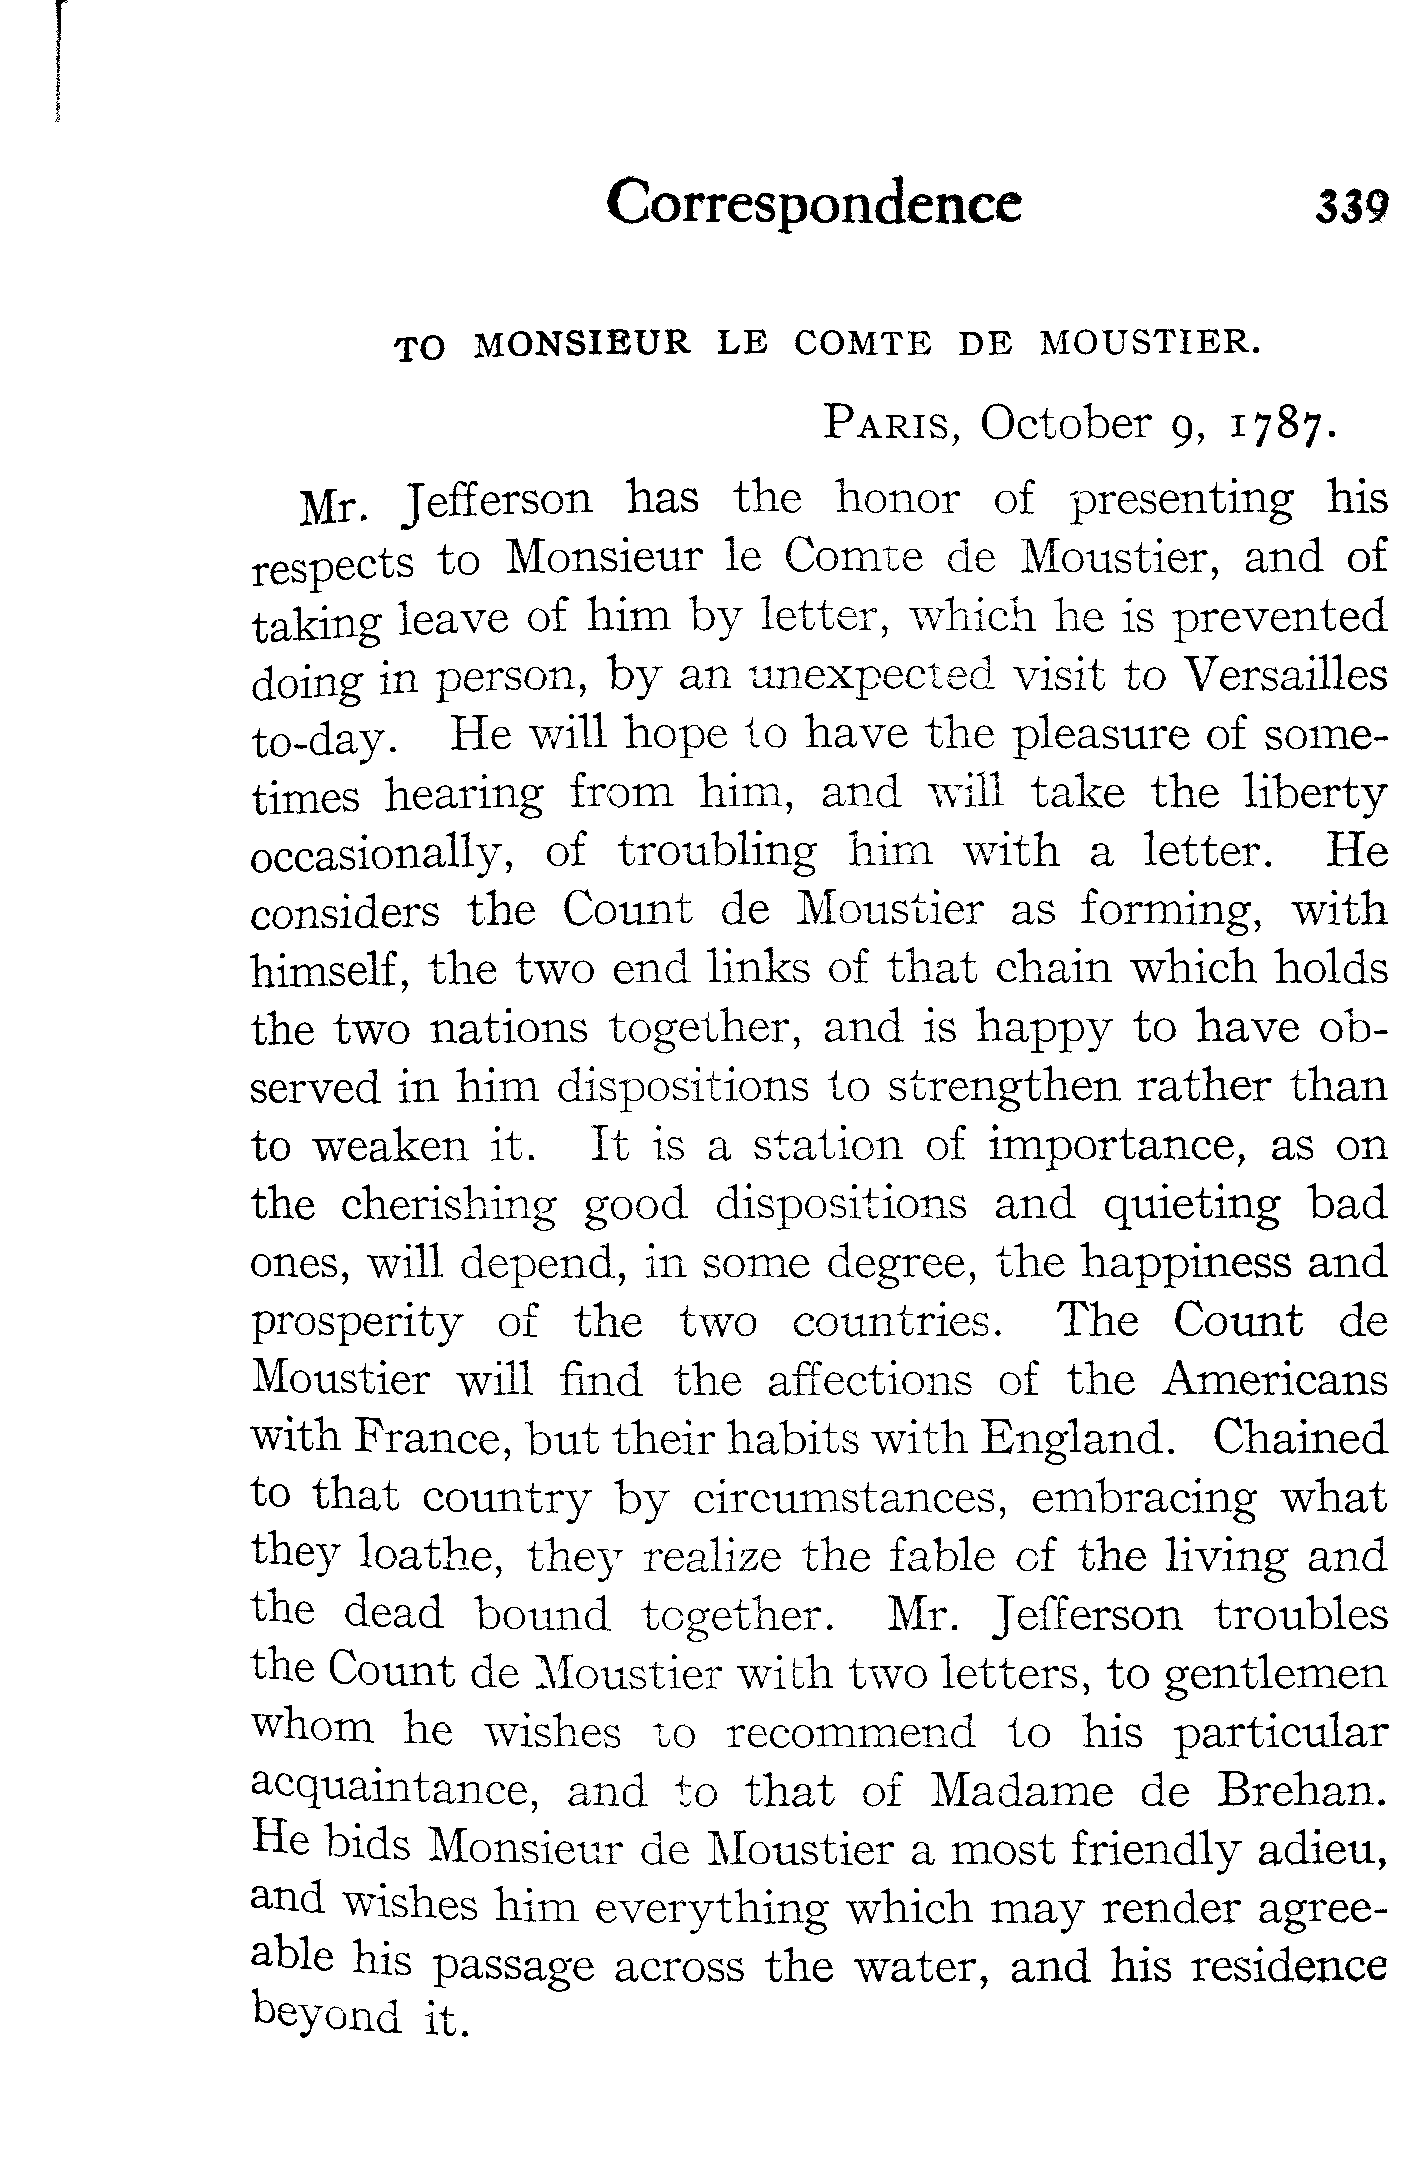 Correspondence 339
TO MONSIEUR LE COMTE DE MOUSTIER.
PARIS, October 9, 1787.
Mr. Jefferson has the honor of presenting his
respects to Monsieur le Comte de Moustier, and of
taking leave of him by letter, which he is prevented
doing in person, by an unexpected visit to Versailles
to-day. He will hope to have the pleasure of some-
times hearing from him, and will take the liberty
occasionally, of troubling him with a letter. He
considers the Count de Moustier as forming, with
himself, the two end links of that chain which holds
the two nations together, and is happy to have ob-
served in him dispositions to strengthen rather than
to weaken it. It is a station of importance, as on
the cherishing good dispositions and quieting bad
ones, will depend, in some degree, the happiness and
prosperity of the two countries. The Count de
Moustier will find the affections of the Americans
with France, but their habits with England. Chained
to that country by circumstances, embracing what
they loathe, they realize the fable of the living and
the dead bound together. Mr. Jefferson troubles
the Count de Moustier with two letters, to gentlemen
whom he wishes to recommend to his particular
acquaintance, and to that of Madame de Brehan.
He bids Monsieur de Moustier a most friendly adieu,
and wishes him everything which may render agree-
able his passage across the water, and his residence
beyond it.